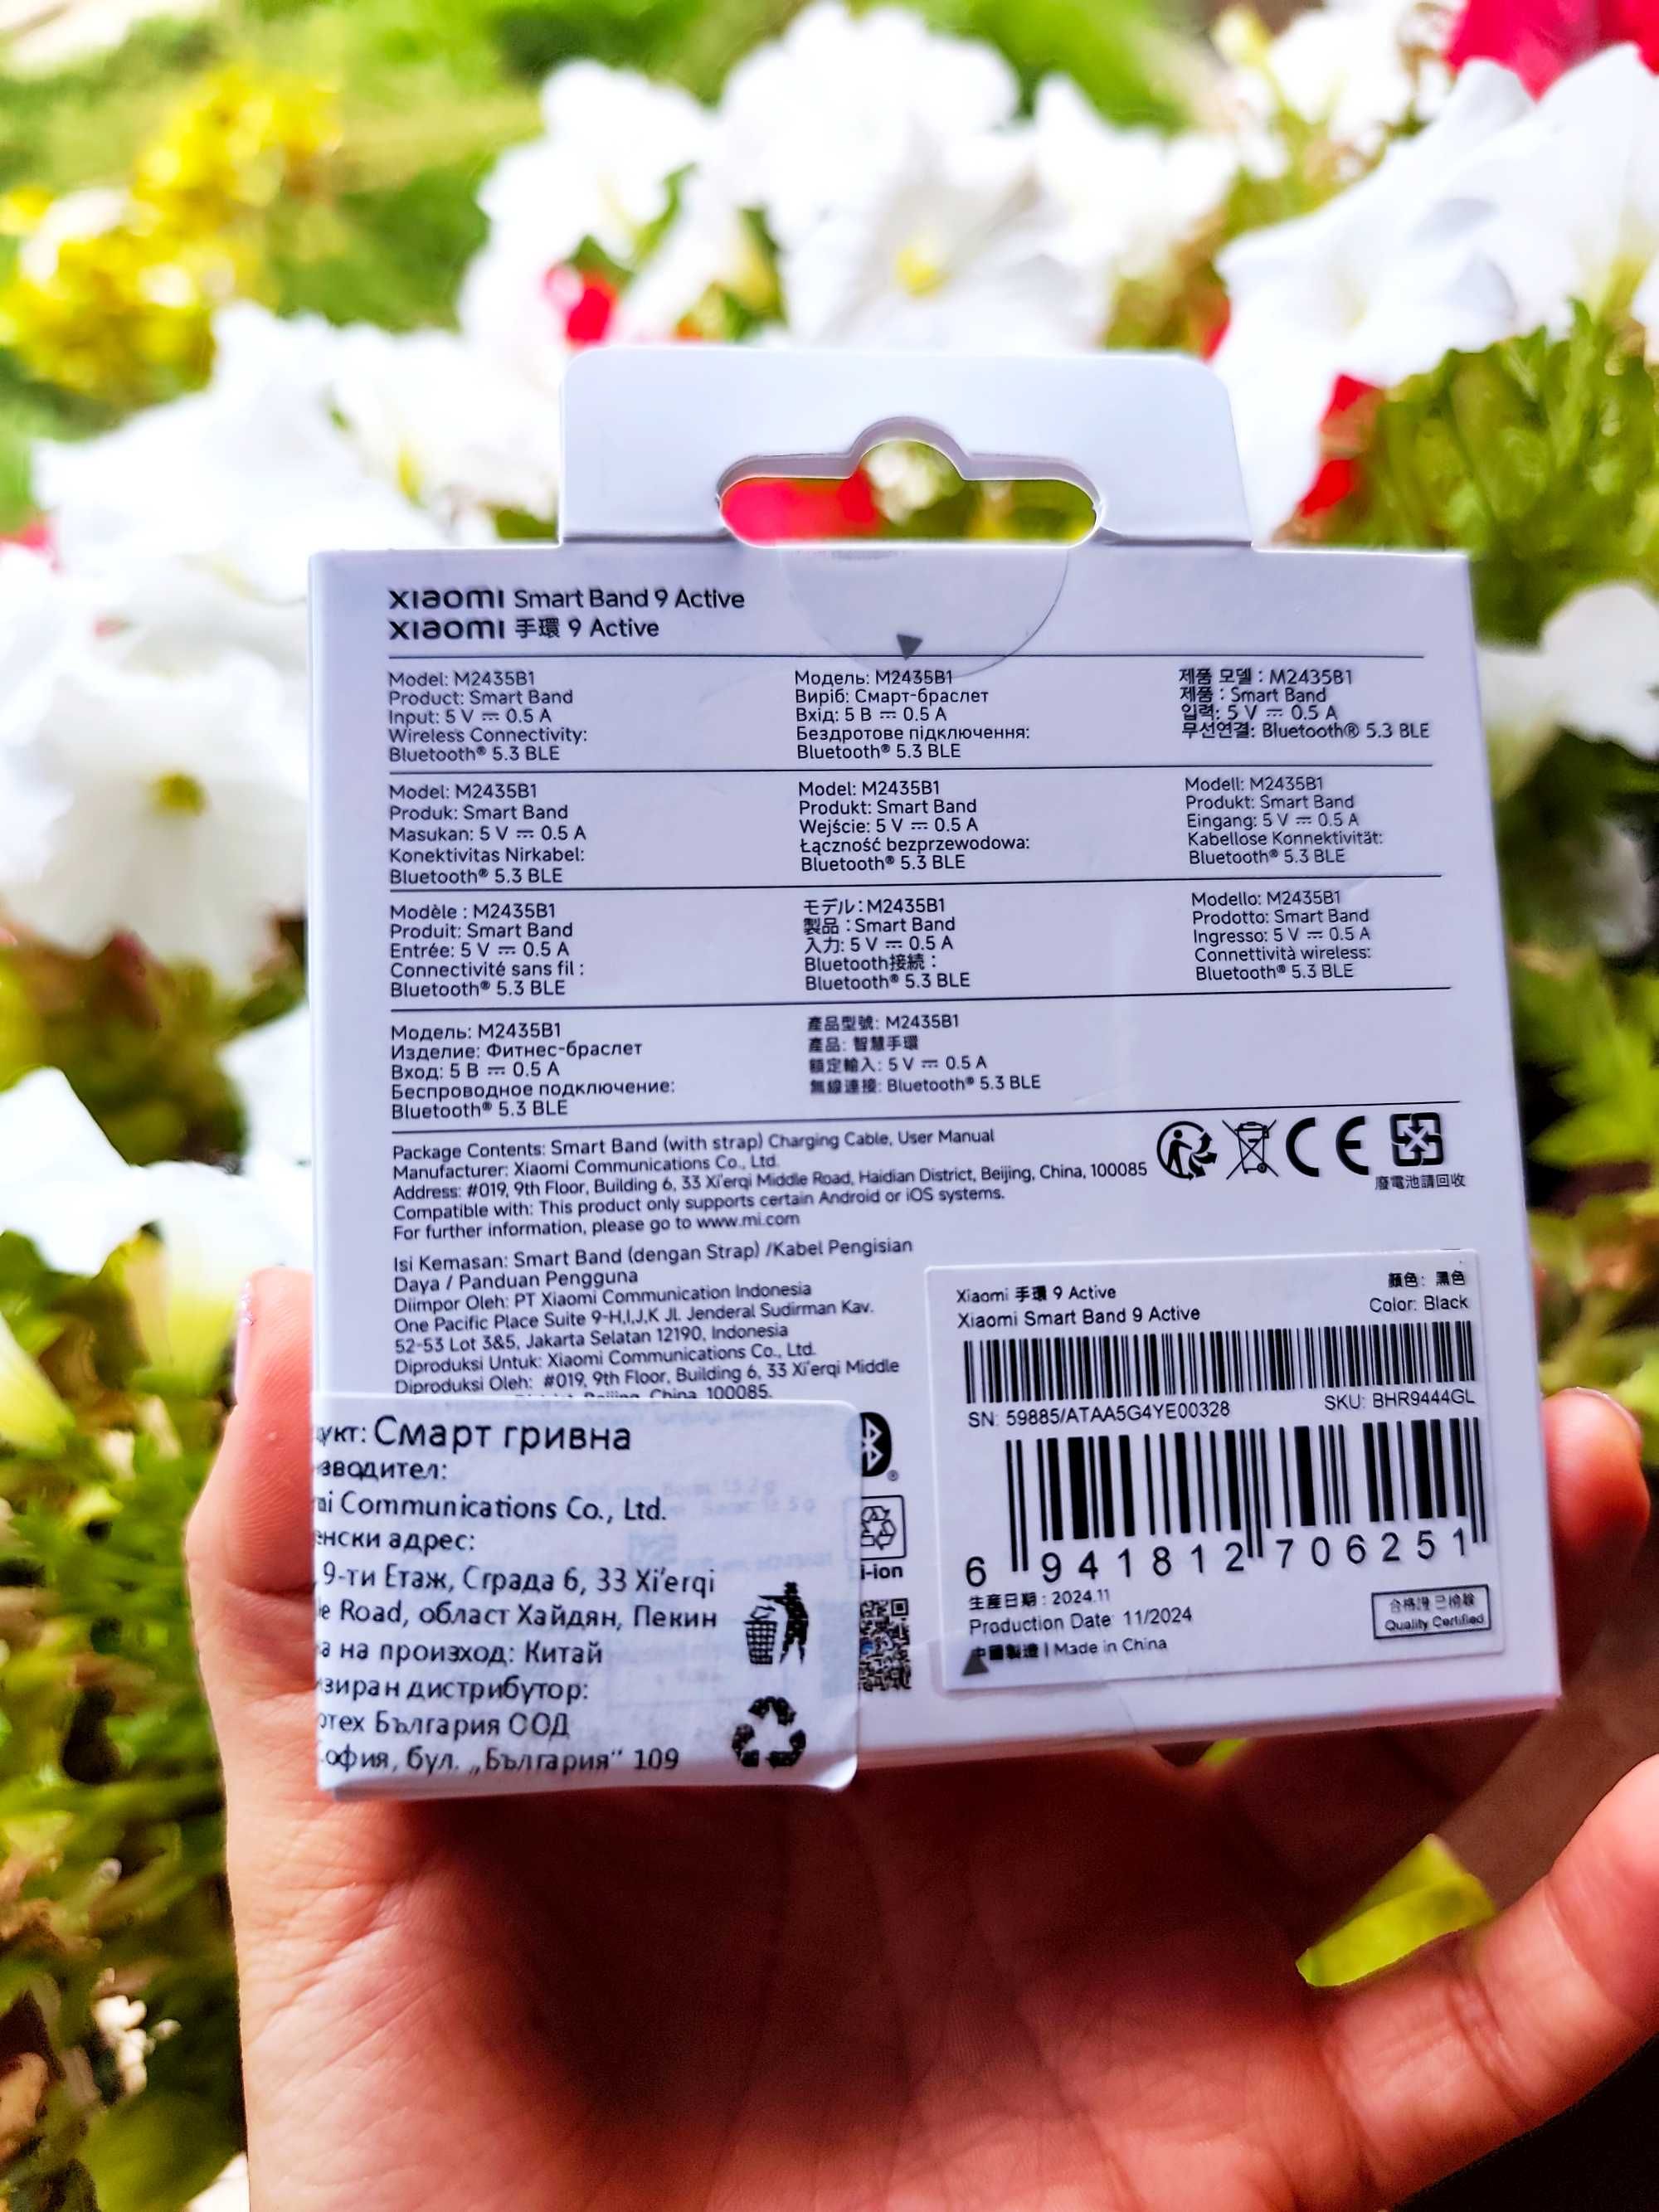 xiaomi Smart Band 9 Active
xiaomi 手環 9 Active
Model: M2435B1
Product: Smart Band
Input: 5 V ⎓ 0.5 A
Wireless Connectivity:
Bluetooth® 5.3 BLE
Модель: M2435B1
Виріб: Смарт-браслет
Вхід: 5 В ⎓ 0.5 А
Бездротове підключення:
Bluetooth® 5.3 BLE
제품 모델 : M2435B1
제품 : Smart Band
입력: 5 V ⎓ 0.5 A
무선연결: Bluetooth® 5.3 BLE
Model: M2435B1
Produk: Smart Band
Masukan: 5 V ⎓ 0.5 A
Konektivitas Nirkabel:
Bluetooth® 5.3 BLE
Model: M2435B1
Produkt: Smart Band
Wejście: 5 V ⎓ 0.5 A
Łączność bezprzewodowa:
Bluetooth® 5.3 BLE
Modell: M2435B1
Produkt: Smart Band
Eingang: 5 V ⎓ 0.5 A
Kabellose Konnektivität:
Bluetooth® 5.3 BLE
Modèle : M2435B1
Produit: Smart Band
Entrée: 5 V ⎓ 0.5 A
Connectivité sans fil :
Bluetooth® 5.3 BLE
モデル：M2435B1
製品：Smart Band
入力: 5 V ⎓ 0.5 A
Bluetooth接続：
Bluetooth® 5.3 BLE
Modello: M2435B1
Prodotto: Smart Band
Ingresso: 5 V ⎓ 0.5 A
Connettività wireless:
Bluetooth® 5.3 BLE
Модель: M2435B1
Изделие: Фитнес-браслет
Вход: 5 В ⎓ 0.5 А
Беспроводное подключение:
Bluetooth® 5.3 BLE
產品型號: M2435B1
產品: 智慧手環
額定輸入: 5 V ⎓ 0.5 A
無線連接: Bluetooth® 5.3 BLE
Package Contents: Smart Band (with strap) Charging Cable, User Manual
Manufacturer: Xiaomi Communications Co., Ltd.
Address: #019, 9th Floor, Building 6, 33 Xi'erqi Middle Road, Haidian District, Beijing, China, 100085
Compatible with: This product only supports certain Android or iOS systems.
For further information, please go to www.mi.com
CE
廢電池請回收
Isi Kemasan: Smart Band (dengan Strap) /Kabel Pengisian
Daya / Panduan Pengguna
Diimpor Oleh: PT Xiaomi Communication Indonesia
One Pacific Place Suite 9-H,I,J,K Jl. Jenderal Sudirman Kav.
52-53 Lot 3&5, Jakarta Selatan 12190, Indonesia
Diproduksi Untuk: Xiaomi Communications Co., Ltd.
Diproduksi Oleh: #019, 9th Floor, Building 6, 33 Xi'erqi Middle
Beijing, China, 100085.
укт: Смарт гривна
зводител:
mi Communications Co., Ltd.
енски адрес:
, 9-ти Етаж, Сграда 6, 33 Xi'erqi
le Road, област Хайдян, Пекин
а на произход: Китай
зиран дистрибутор:
отех България ООД
офия, бул. „България" 109
i-ion
Xiaomi 手環 9 Active
Xiaomi Smart Band 9 Active
顏色: 黑色
Color: Black
SN: 59885/ATAA5G4YE00328
SKU: BHR9444GL
6 941812 706251
生產日期 : 2024.11
Production Date: 11/2024
中國製造 | Made in China
合格證 已檢驗
Quality Certified